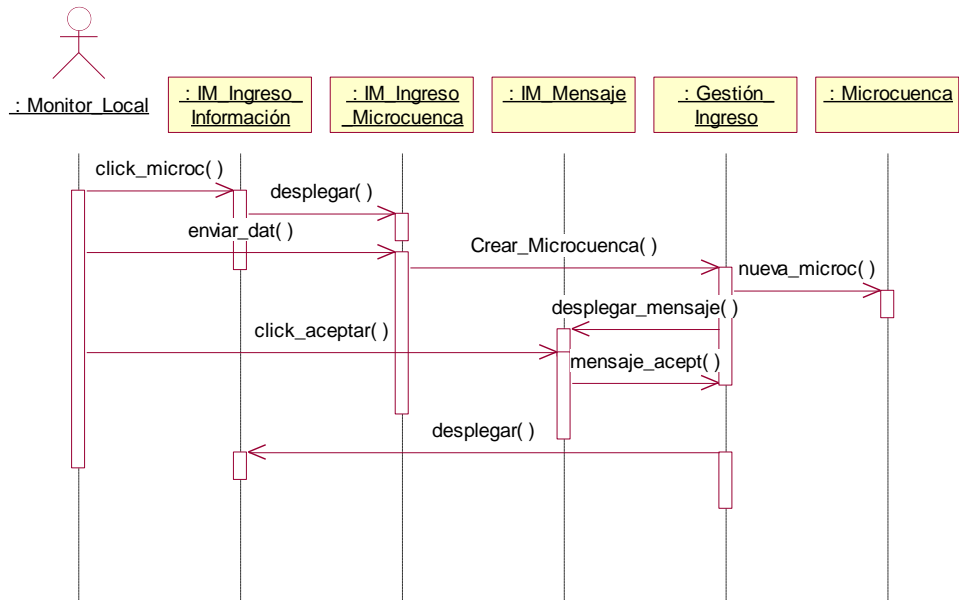 : Monitor_Local
: IM_Ingreso_
Información
: IM_Ingreso
_Microcuenca
: IM_Mensaje
: Gestión_
Ingreso
: Microcuenca
click_microc( )
desplegar( )
enviar_dat( )
Crear_Microcuenca( )
nueva_microc( )
desplegar_mensaje( )
click_aceptar( )
mensaje_acept( )
desplegar( )